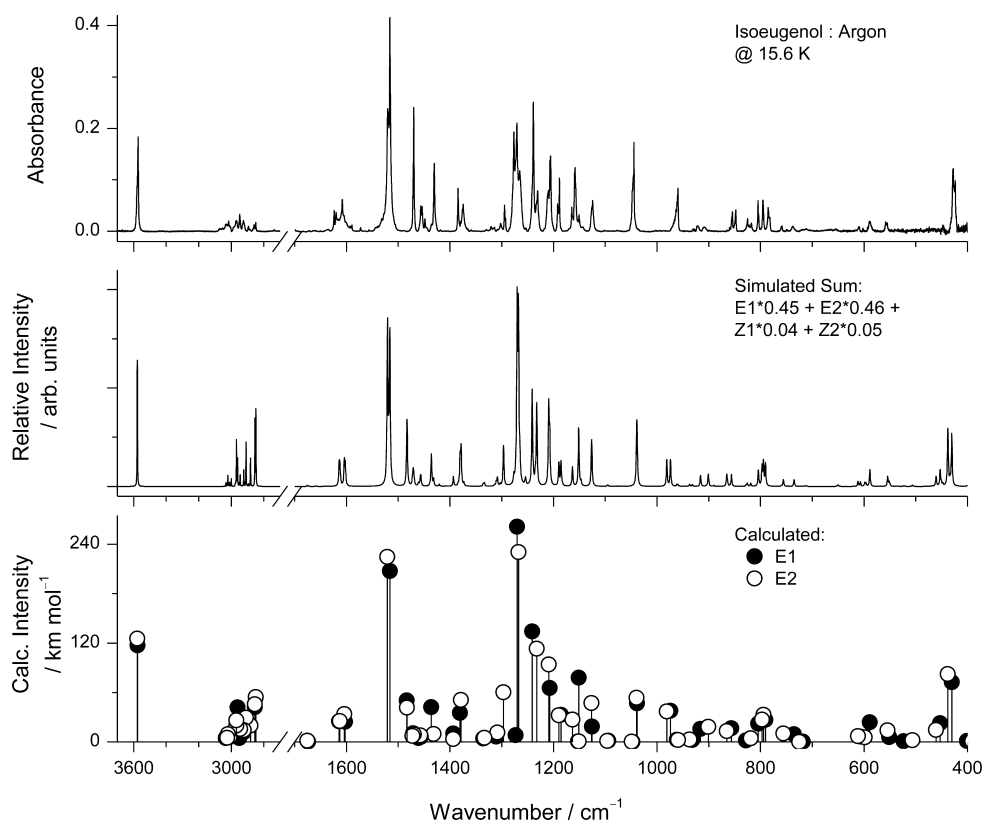 Absorbance
0.4
0.2
0.0
Isoeugenol : Argon
@ 15.6 K
Relative Intensity
/ arb. units
Simulated Sum:
E1*0.45 + E2*0.46 +
Z1*0.04 + Z2*0.05
Calc. Intensity
/ km mol⁻¹
240
120
0
Calculated:
E1
E2
3600 3000 1600 1400 1200 1000 800 600 400
Wavenumber / cm⁻¹